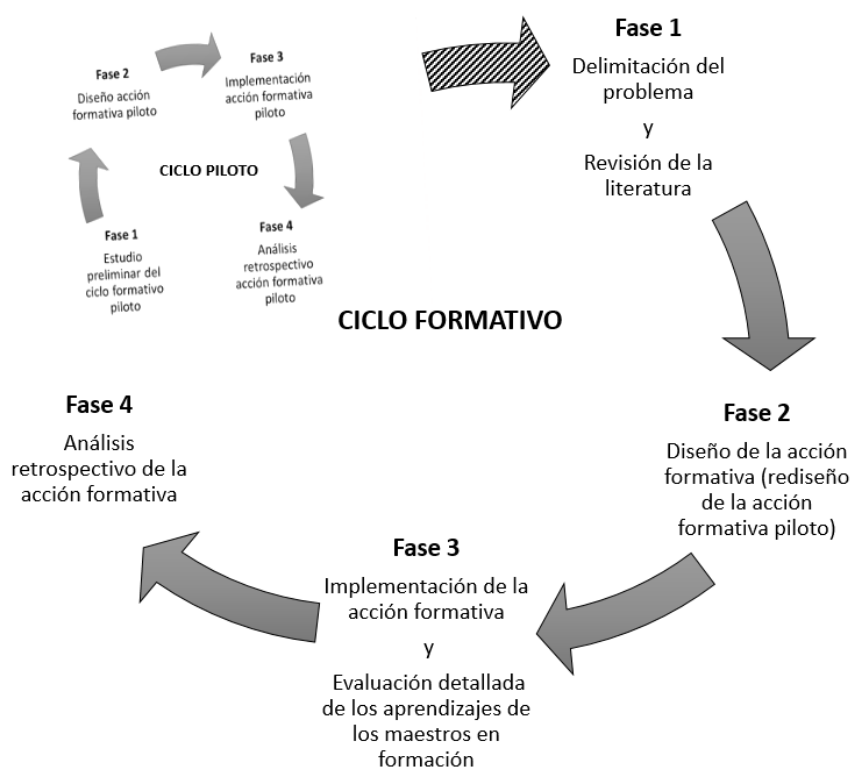 Fase 1
Estudio
preliminar del
ciclo formativo
piloto
Fase 2
Diseño acción
formativa piloto
Fase 3
Implementación
acción formativa
piloto
Fase 4
Análisis
retrospectivo
acción formativa
piloto
CICLO PILOTO
CICLO FORMATIVO
Fase 1
Delimitación del
problema
y
Revisión de la
literatura
Fase 2
Diseño de la acción
formativa (rediseño
de la acción
formativa piloto)
Fase 3
Implementación de la
acción formativa
y
Evaluación detallada
de los aprendizajes de
los maestros en
formación
Fase 4
Análisis
retrospectivo de la
acción formativa